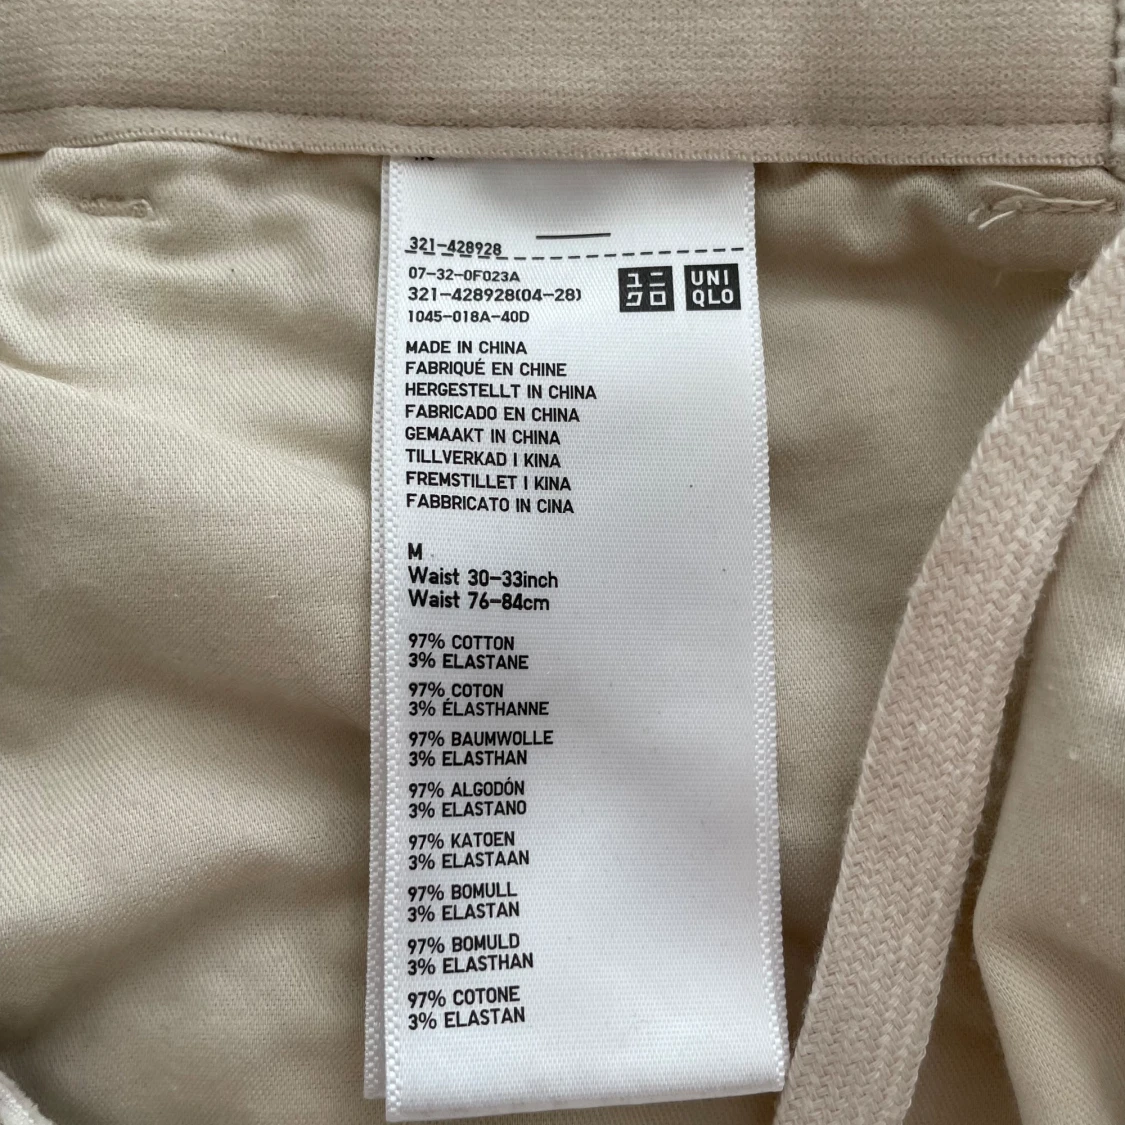 321-428928
07-32-0F023A
321-428928(04-28)
1045-018A-40D
ユニ
クロ
UNI
QLO
MADE IN CHINA
FABRIQUÉ EN CHINE
HERGESTELLT IN CHINA
FABRICADO EN CHINA
GEMAAKT IN CHINA
TILLVERKAD I KINA
FREMSTILLET I KINA
FABBRICATO IN CINA
M
Waist 30-33inch
Waist 76-84cm
97% COTTON
3% ELASTANE
97% COTON
3% ÉLASTHANNE
97% BAUMWOLLE
3% ELASTHAN
97% ALGODÓN
3% ELASTANO
97% KATOEN
3% ELASTAAN
97% BOMULL
3% ELASTAN
97% BOMULD
3% ELASTHAN
97% COTONE
3% ELASTAN